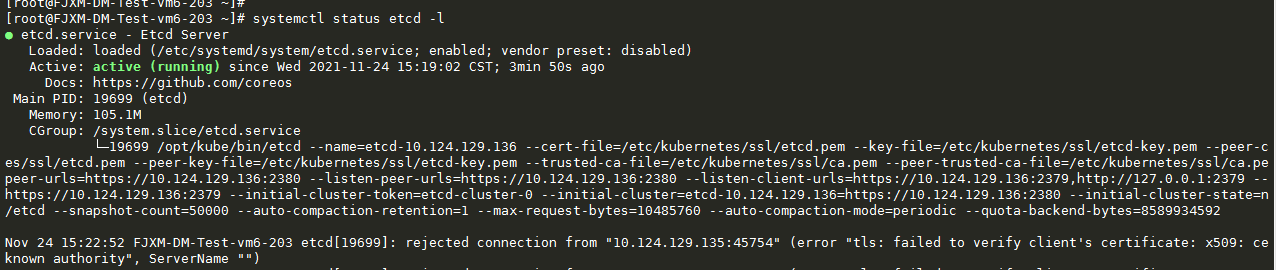 [root@FJXM-DM-Test-vm6-203 ~]#
[root@FJXM-DM-Test-vm6-203 ~]# systemctl status etcd -l
● etcd.service - Etcd Server
   Loaded: loaded (/etc/systemd/system/etcd.service; enabled; vendor preset: disabled)
   Active: active (running) since Wed 2021-11-24 15:19:02 CST; 3min 50s ago
     Docs: https://github.com/coreos
 Main PID: 19699 (etcd)
   Memory: 105.1M
   CGroup: /system.slice/etcd.service
           └─19699 /opt/kube/bin/etcd --name=etcd-10.124.129.136 --cert-file=/etc/kubernetes/ssl/etcd.pem --key-file=/etc/kubernetes/ssl/etcd-key.pem --peer-c
es/ssl/etcd.pem --peer-key-file=/etc/kubernetes/ssl/etcd-key.pem --trusted-ca-file=/etc/kubernetes/ssl/ca.pem --peer-trusted-ca-file=/etc/kubernetes/ssl/ca.pe
peer-urls=https://10.124.129.136:2380 --listen-peer-urls=https://10.124.129.136:2380 --listen-client-urls=https://10.124.129.136:2379,http://127.0.0.1:2379 --
https://10.124.129.136:2379 --initial-cluster-token=etcd-cluster-0 --initial-cluster=etcd-10.124.129.136=https://10.124.129.136:2380 --initial-cluster-state=n
/etcd --snapshot-count=50000 --auto-compaction-retention=1 --max-request-bytes=10485760 --auto-compaction-mode=periodic --quota-backend-bytes=8589934592
Nov 24 15:22:52 FJXM-DM-Test-vm6-203 etcd[19699]: rejected connection from "10.124.129.135:45754" (error "tls: failed to verify client's certificate: x509: ce
known authority", ServerName "")